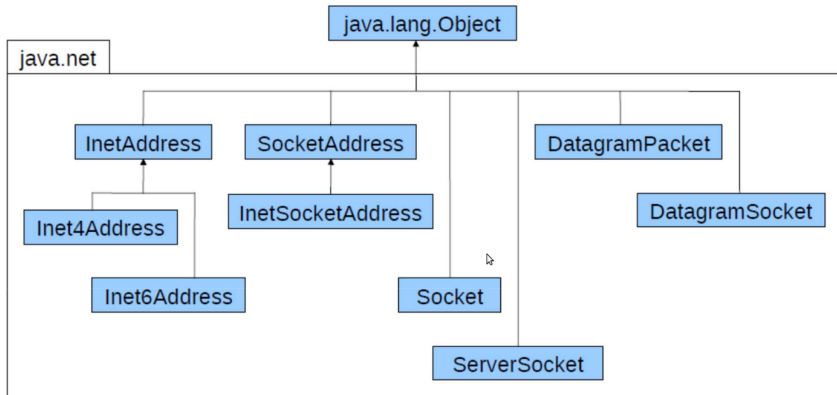 java.lang.Object
java.net
InetAddress
SocketAddress
DatagramPacket
Inet4Address
InetSocketAddress
DatagramSocket
Inet6Address
Socket
ServerSocket